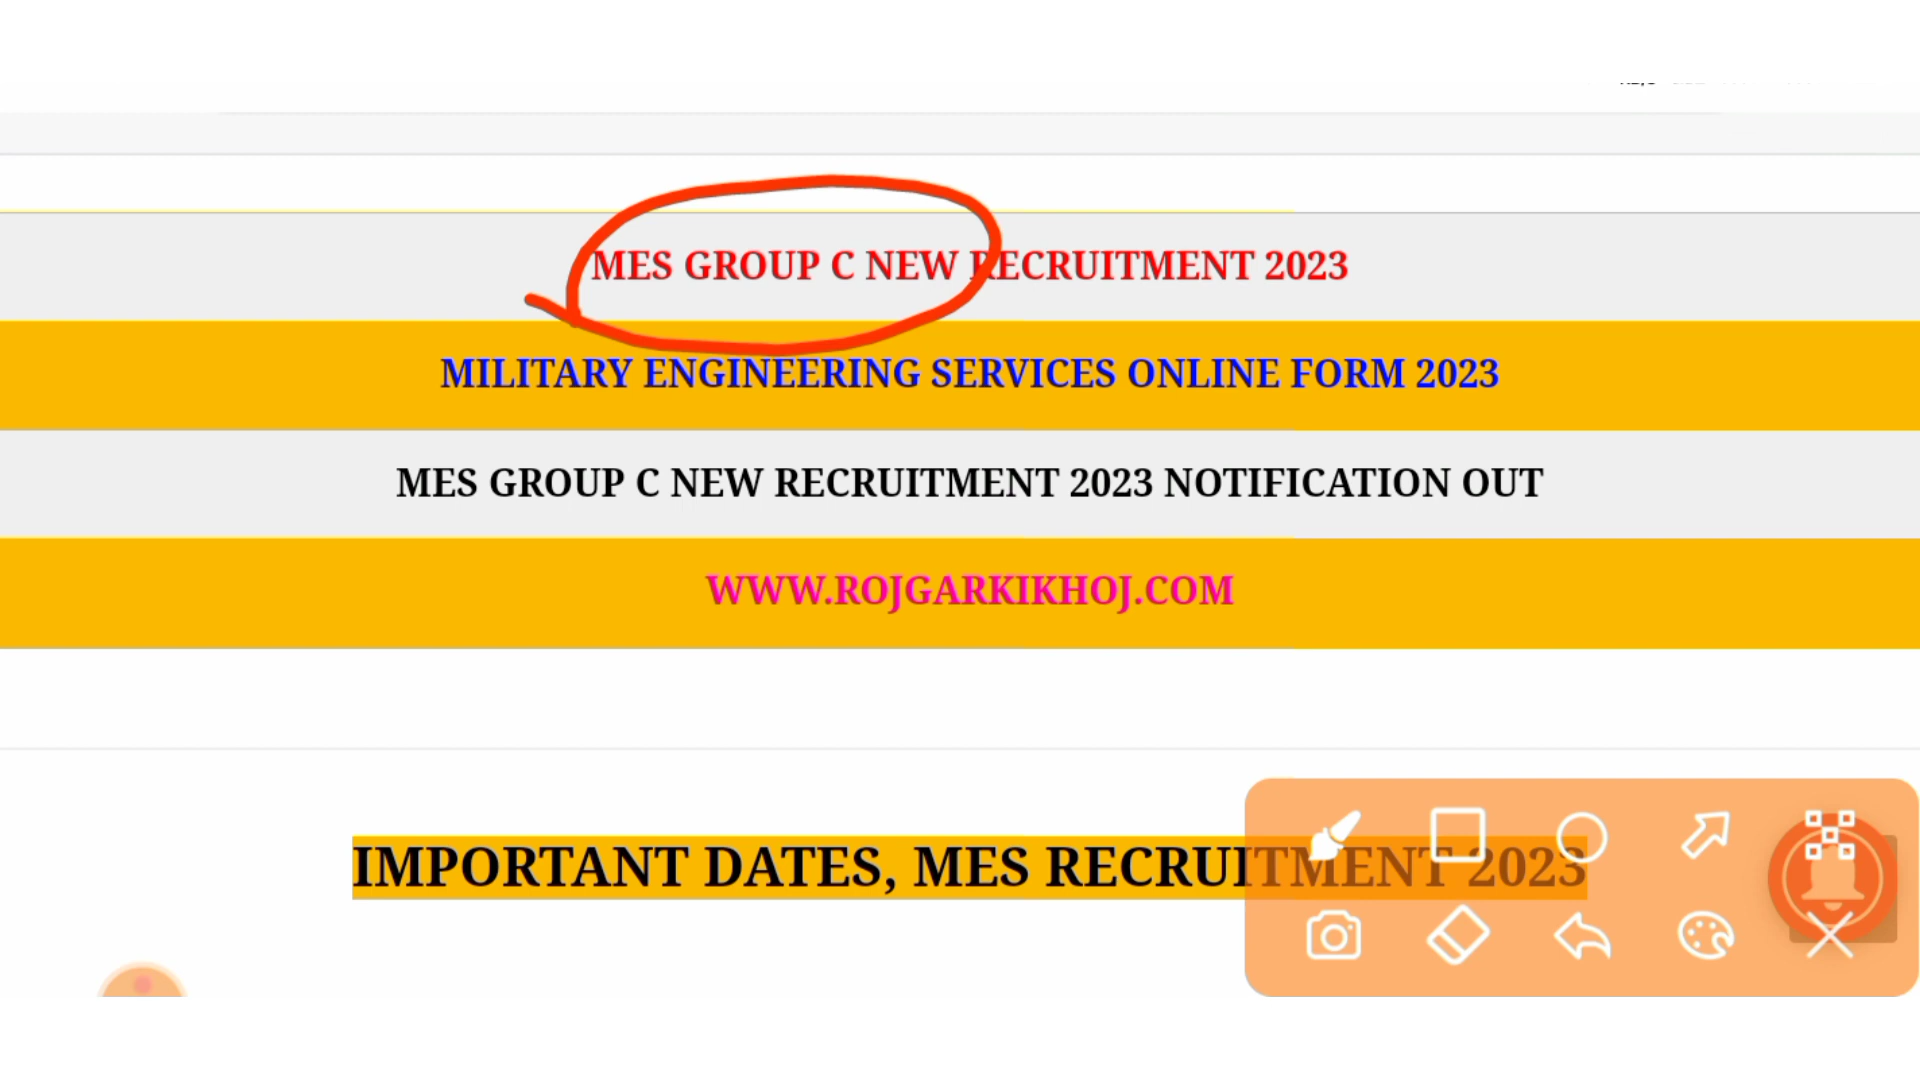 MES GROUP C NEW RECRUITMENT 2023
MILITARY ENGINEERING SERVICES ONLINE FORM 2023
MES GROUP C NEW RECRUITMENT 2023 NOTIFICATION OUT
WWW.ROJGARKIKHOJ.COM
IMPORTANT DATES, MES RECRUITMENT 2023